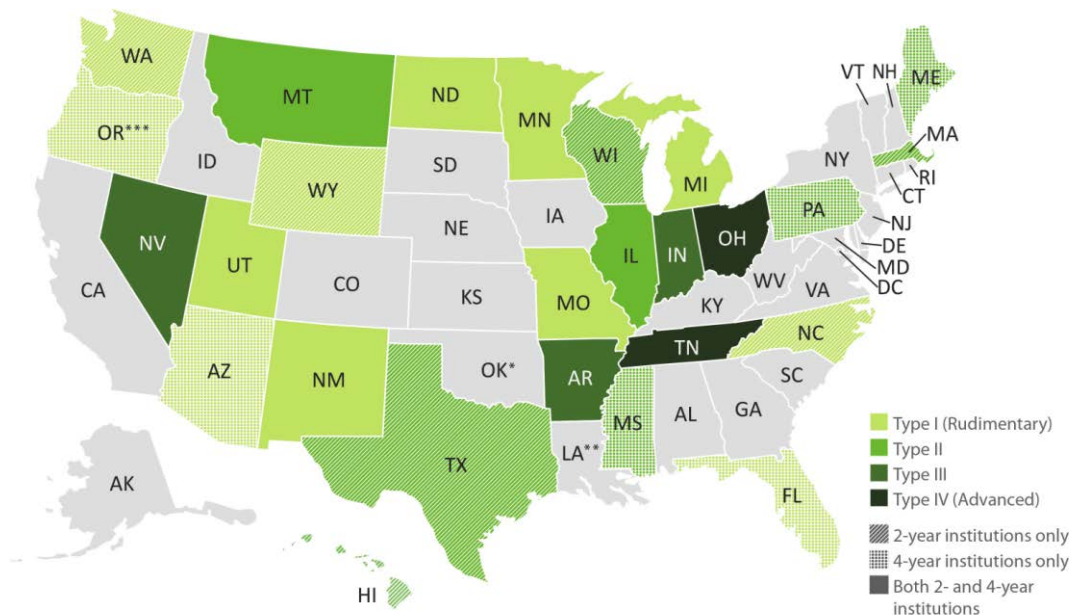 WA
MT
ND
MN
VT NH
ME
OR***
ID
SD
WI
MI
NY
MA
WY
RI
CT
NE
IA
PA
NJ
NV
UT
IL
IN
OH
DE
CA
CO
KS
MO
WV
MD
DC
KY
VA
AZ
NM
OK*
AR
TN
NC
SC
TX
LA**
MS
AL
GA
AK
FL
HI
Type I (Rudimentary)
Type II
Type III
Type IV (Advanced)
2-year institutions only
4-year institutions only
Both 2- and 4-year
institutions